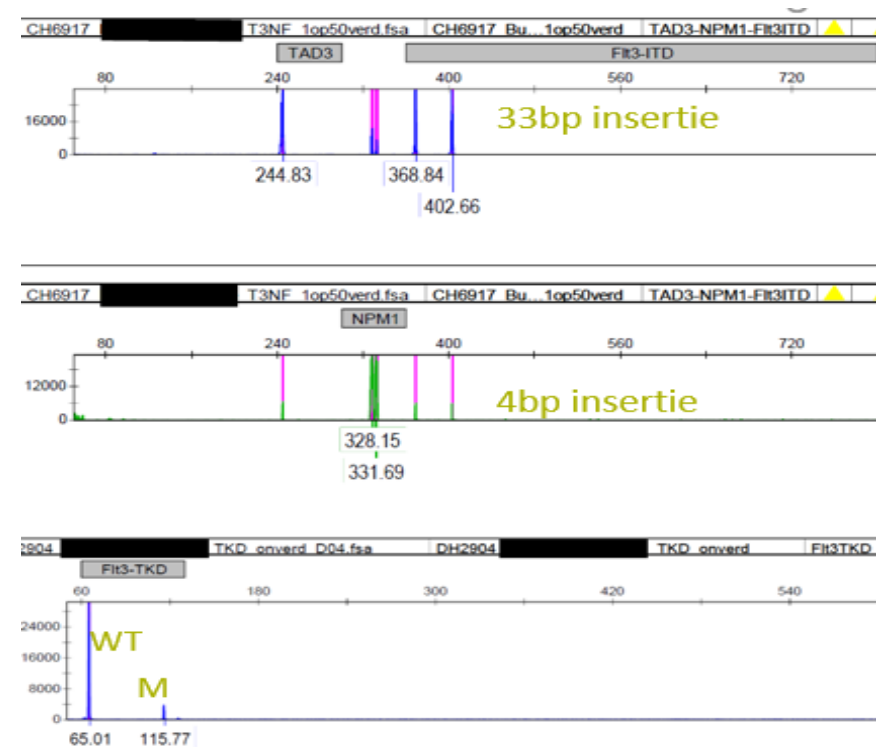 CH6917 T3NF_1op50verd.fsa CH6917_Bu...1op50verd TAD3-NPM1-Flt3ITD
TAD3 Flt3-ITD
80 240 400 560 720
16000
0
33bp insertie
244.83 368.84
402.66
CH6917 T3NF_1op50verd.fsa CH6917_Bu...1op50verd TAD3-NPM1-Flt3ITD
NPM1
80 240 400 560 720
12000
0
4bp insertie
328.15
331.69
2904 TKD_onverd_D04.fsa DH2904 TKD_onverd Flt3TKD
Flt3-TKD
60 180 300 420 540
24000
16000
8000
0
WT
M
65.01 115.77